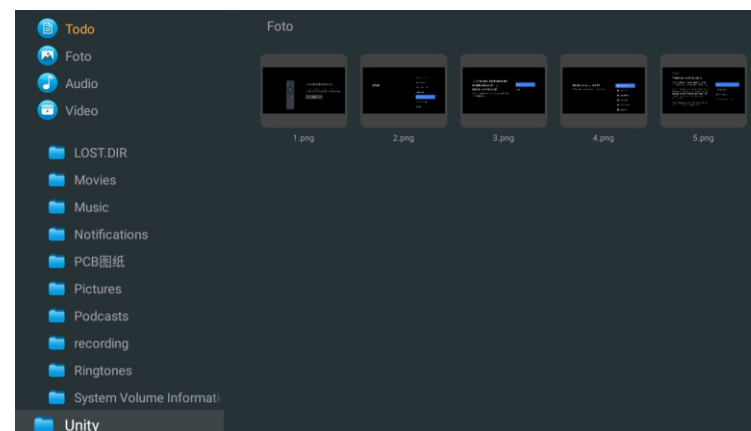 Todo
Foto
Audio
Vídeo
LOST.DIR
Movies
Music
Notifications
PCB图纸
Pictures
Podcasts
recording
Ringtones
System Volume Informati
Unity
Foto
1.png
2.png
3.png
4.png
5.png